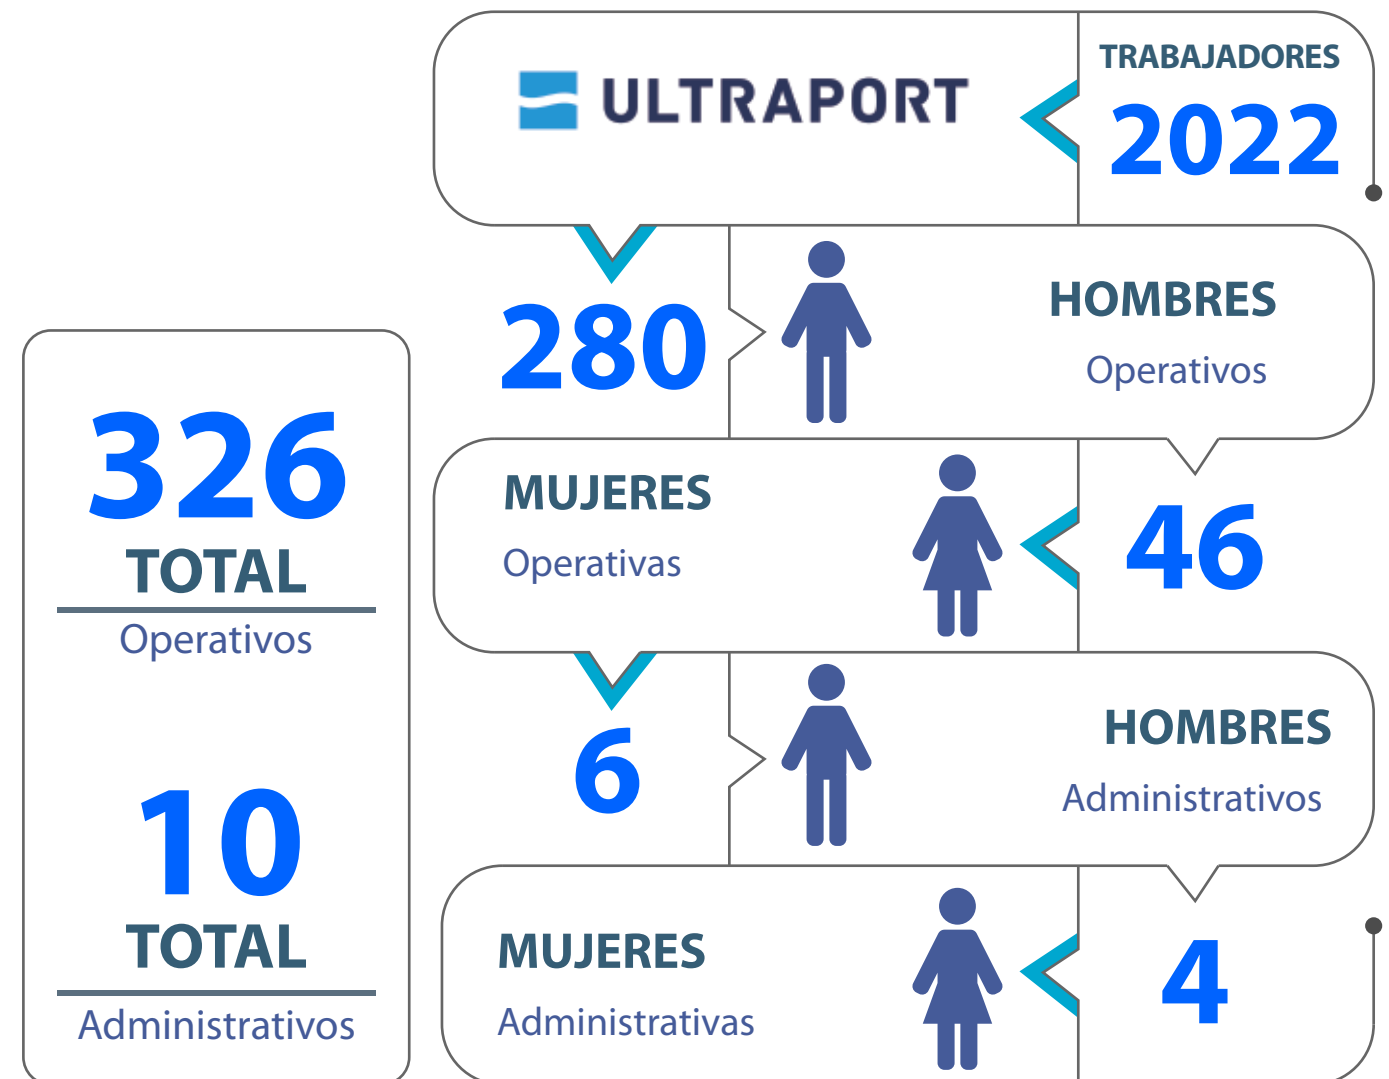 ULTRAPORT
TRABAJADORES
2022
280
HOMBRES
Operativos
MUJERES
Operativas
46
6
HOMBRES
Administrativos
MUJERES
Administrativas
4
326
TOTAL
Operativos
10
TOTAL
Administrativos